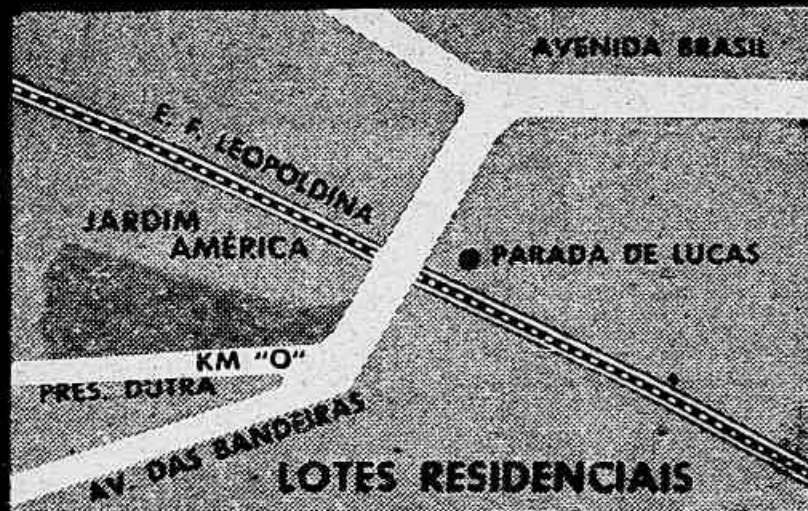 AVENIDA BRASIL
E. F. LEOPOLDINA
JARDIM
AMÉRICA
PARADA DE LUCAS
KM "O"
PRES. DUTRA
AV. DAS BANDEIRAS
LOTES RESIDENCIAIS